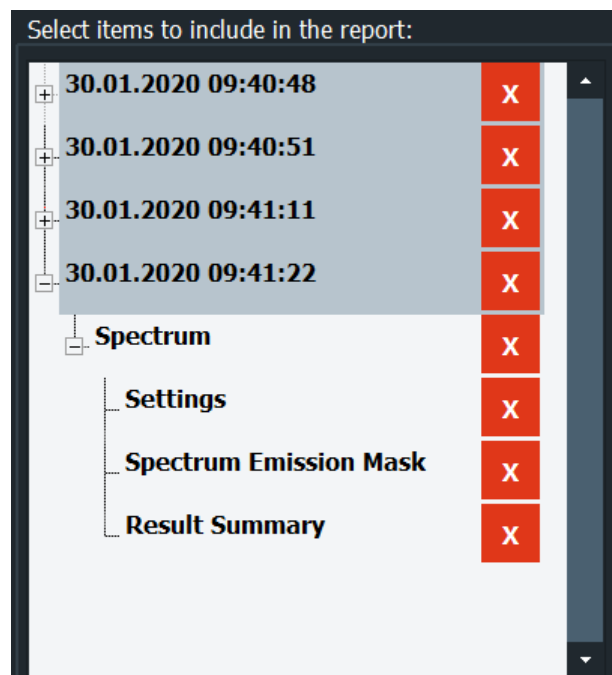 Select items to include in the report:
30.01.2020 09:40:48 X
30.01.2020 09:40:51 X
30.01.2020 09:41:11 X
30.01.2020 09:41:22 X
Spectrum X
Settings X
Spectrum Emission Mask X
Result Summary X